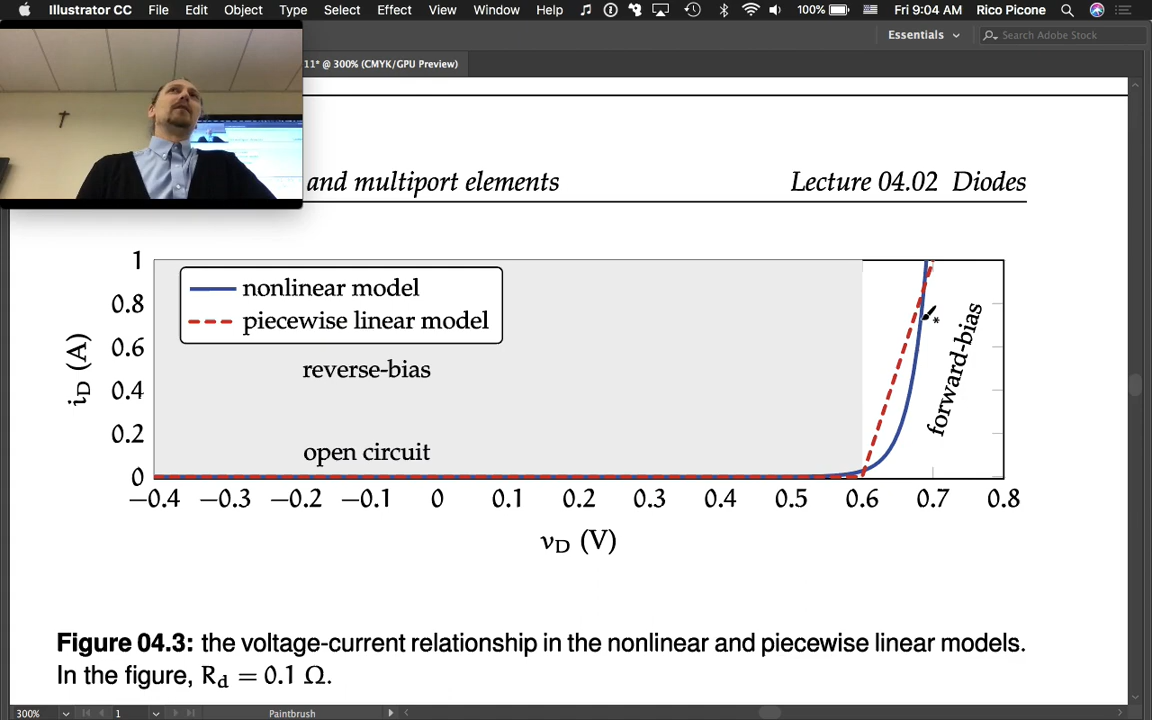 Illustrator CC File Edit Object Type Select Effect View Window Help 100% Fri 9:04 AM Rico Picone
Essentials Search Adobe Stock
11* @ 300% (CMYK/GPU Preview)
and multiport elements Lecture 04.02 Diodes
nonlinear model
piecewise linear model
reverse-bias
open circuit
forward-bias
i_D (A)
1
0.8
0.6
0.4
0.2
0
−0.4 −0.3 −0.2 −0.1 0 0.1 0.2 0.3 0.4 0.5 0.6 0.7 0.8
v_D (V)
Figure 04.3: the voltage-current relationship in the nonlinear and piecewise linear models.
In the figure, R_d = 0.1 Ω.
300% 1 Paintbrush